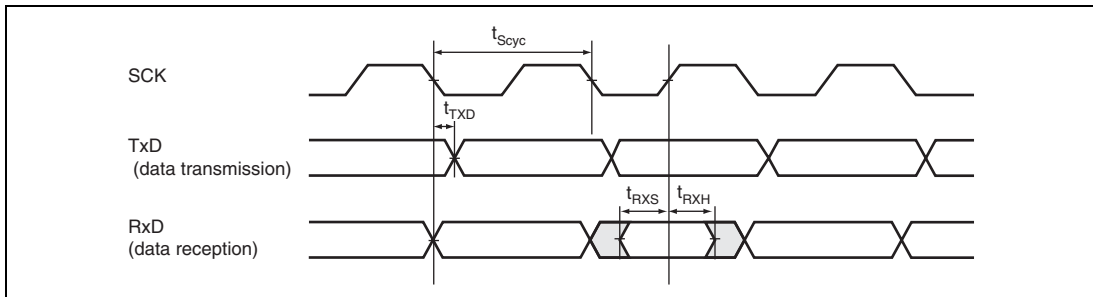 tScyc
SCK
tTXD
TxD
(data transmission)
tRXS
tRXH
RxD
(data reception)